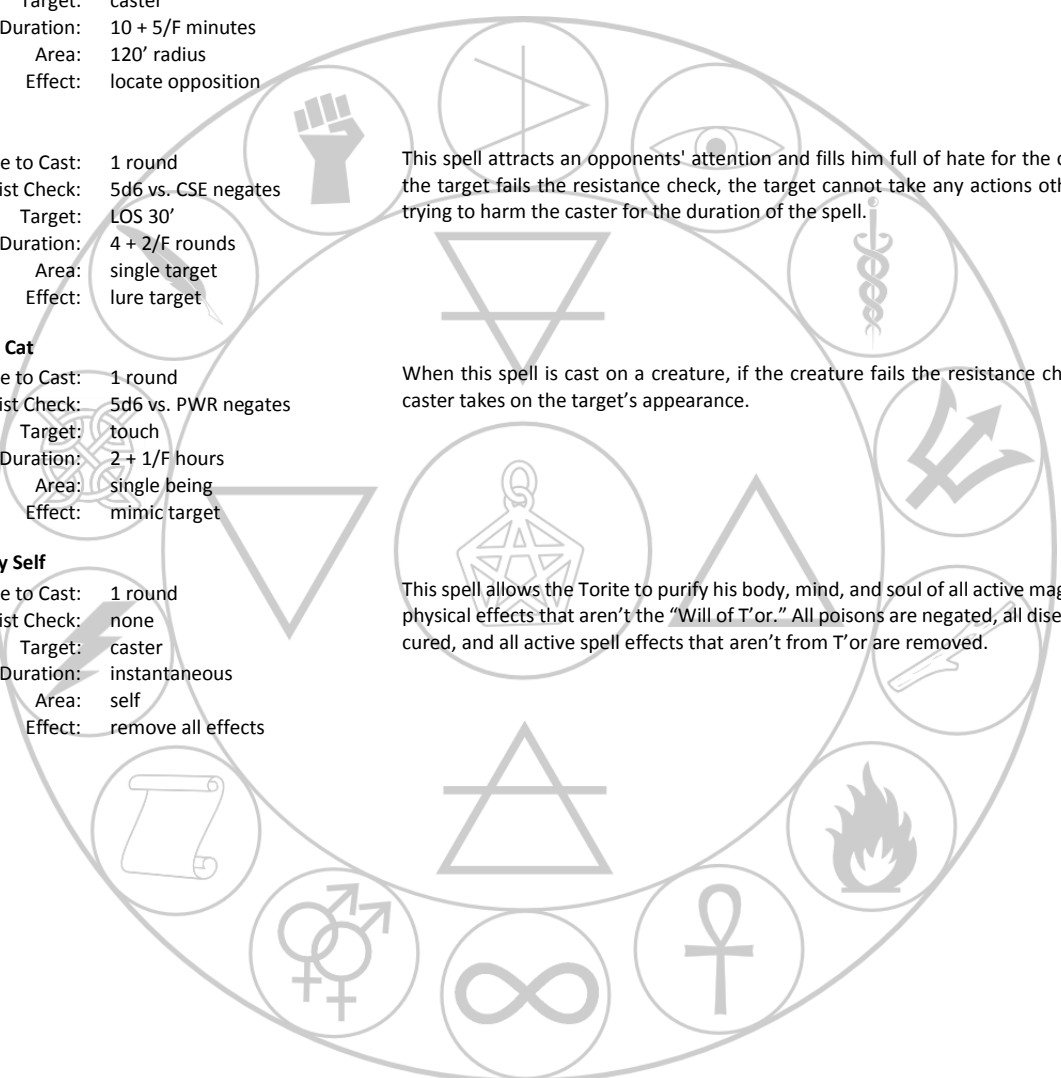 Target: caster
Duration: 10 + 5/F minutes
Area: 120’ radius
Effect: locate opposition
e to Cast: 1 round
ist Check: 5d6 vs. CSE negates
Target: LOS 30’
Duration: 4 + 2/F rounds
Area: single target
Effect: lure target
This spell attracts an opponents' attention and fills him full of hate for the
the target fails the resistance check, the target cannot take any actions
trying to harm the caster for the duration of the spell.
Cat
e to Cast: 1 round
ist Check: 5d6 vs. PWR negates
Target: touch
Duration: 2 + 1/F hours
Area: single being
Effect: mimic target
When this spell is cast on a creature, if the creature fails the resistance
caster takes on the target’s appearance.
y Self
e to Cast: 1 round
ist Check: none
Target: caster
Duration: instantaneous
Area: self
Effect: remove all effects
This spell allows the Torite to purify his body, mind, and soul of all active
physical effects that aren’t the “Will of T’or.” All poisons are negated, all
cured, and all active spell effects that aren’t from T’or are removed.